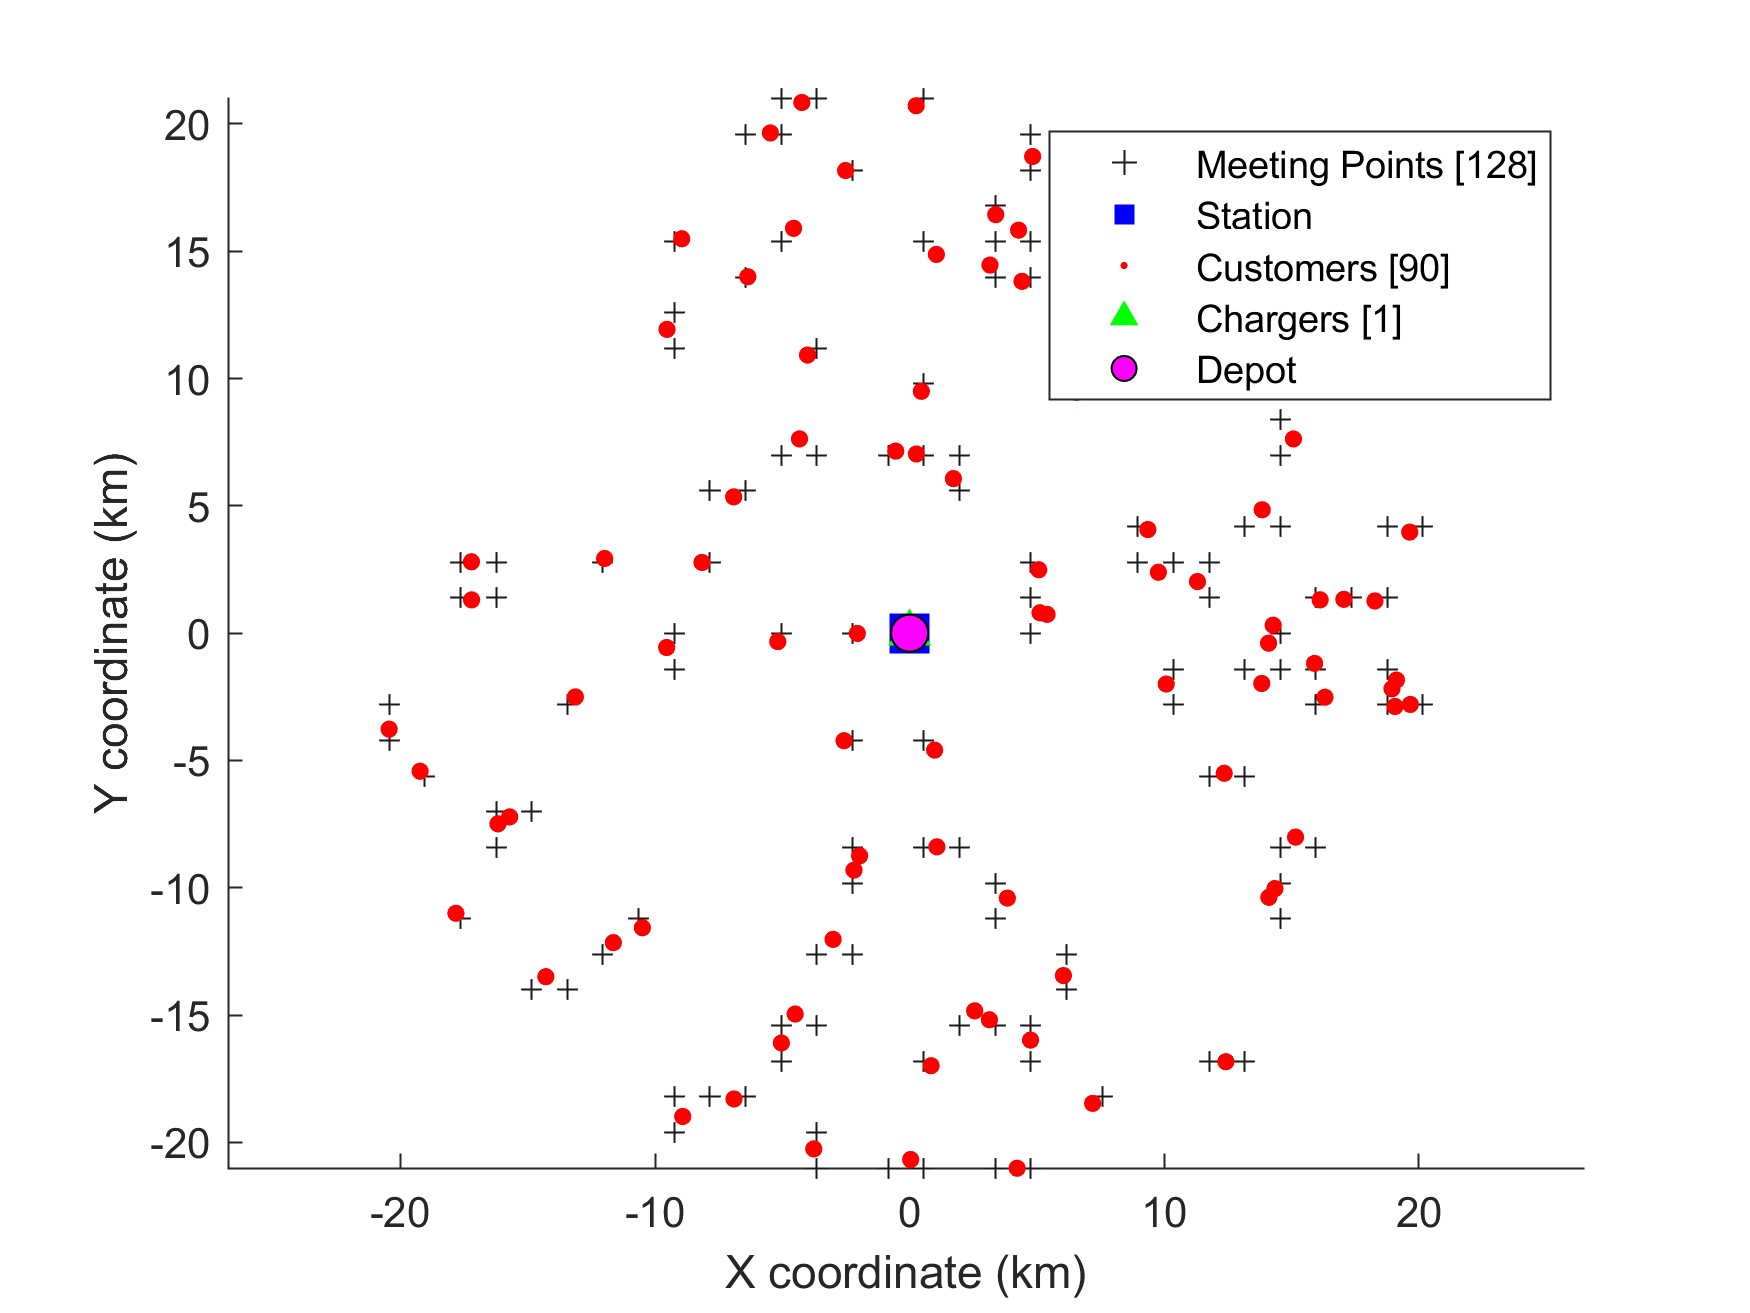 20
15
10
5
0
-5
-10
-15
-20
Y coordinate (km)
Meeting Points [128]
Station
Customers [90]
Chargers [1]
Depot
-20 -10 0 10 20
X coordinate (km)